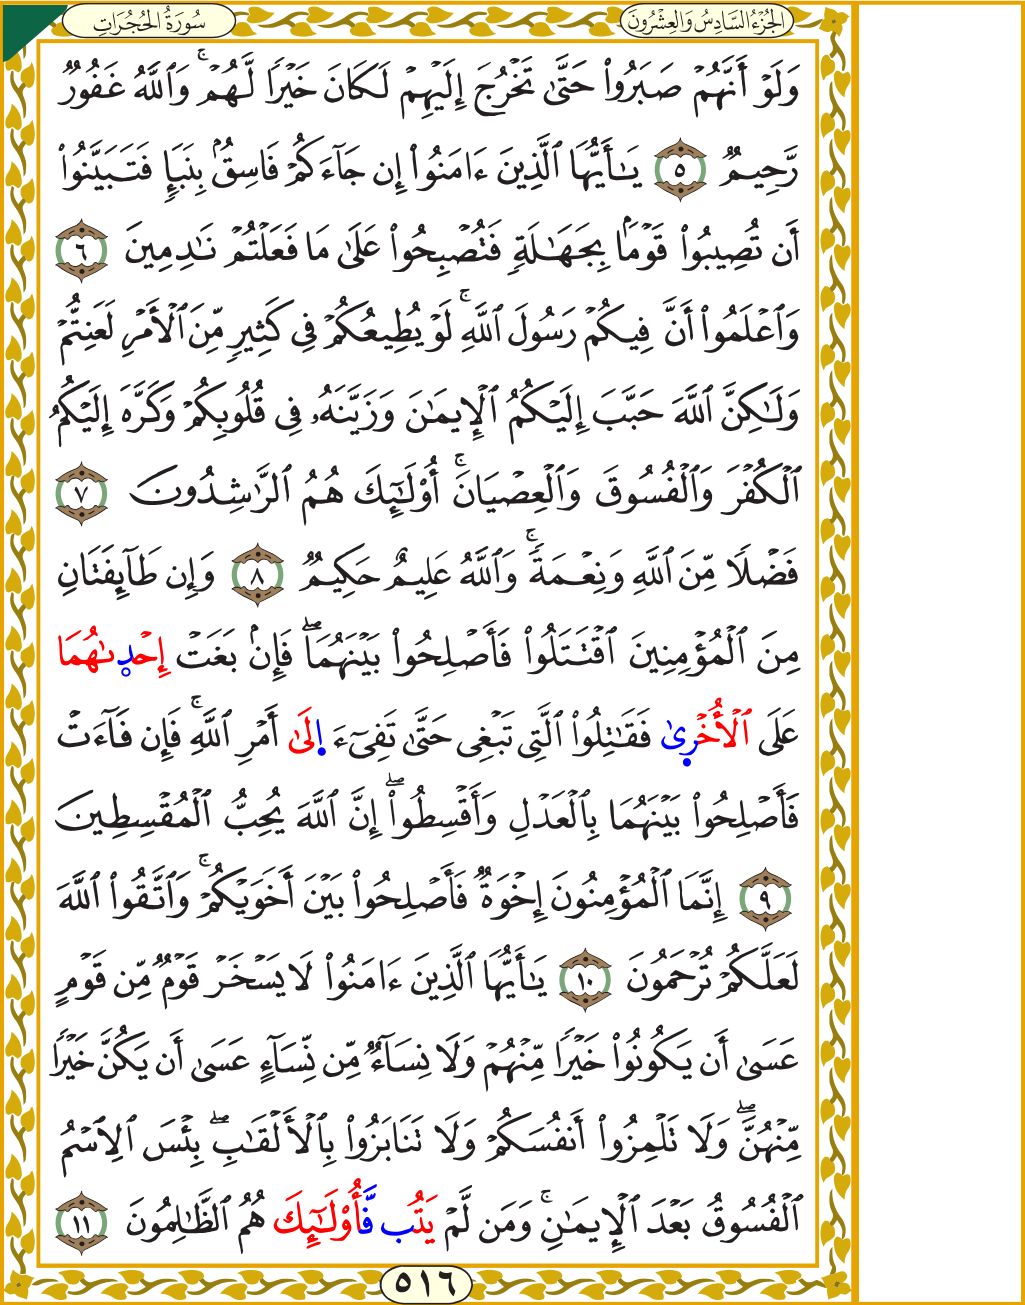 سُورَةُ الحُجُرَاتِ
الجُزْءُ السَّادِسُ وَالعِشْرُونَ
وَلَوۡ أَنَّهُمۡ صَبَرُواْ حَتَّىٰ تَخۡرُجَ إِلَيۡهِمۡ لَكَانَ خَيۡرٗا لَّهُمۡۚ وَٱللَّهُ غَفُورٞ
رَّحِيمٞ ٥ يَٰٓأَيُّهَا ٱلَّذِينَ ءَامَنُوٓاْ إِن جَآءَكُمۡ فَاسِقُۢ بِنَبَإٖ فَتَبَيَّنُوٓاْ
أَن تُصِيبُواْ قَوۡمَۢا بِجَهَٰلَةٖ فَتُصۡبِحُواْ عَلَىٰ مَا فَعَلۡتُمۡ نَٰدِمِينَ ٦
وَٱعۡلَمُوٓاْ أَنَّ فِيكُمۡ رَسُولَ ٱللَّهِۚ لَوۡ يُطِيعُكُمۡ فِي كَثِيرٖ مِّنَ ٱلۡأَمۡرِ لَعَنِتُّمۡ
وَلَٰكِنَّ ٱللَّهَ حَبَّبَ إِلَيۡكُمُ ٱلۡإِيمَٰنَ وَزَيَّنَهُۥ فِي قُلُوبِكُمۡ وَكَرَّهَ إِلَيۡكُمُ
ٱلۡكُفۡرَ وَٱلۡفُسُوقَ وَٱلۡعِصۡيَانَۚ أُوْلَٰٓئِكَ هُمُ ٱلرَّٰشِدُونَ ٧
فَضۡلٗا مِّنَ ٱللَّهِ وَنِعۡمَةٗۚ وَٱللَّهُ عَلِيمٌ حَكِيمٞ ٨ وَإِن طَآئِفَتَانِ
مِنَ ٱلۡمُؤۡمِنِينَ ٱقۡتَتَلُواْ فَأَصۡلِحُواْ بَيۡنَهُمَاۖ فَإِنۢ بَغَتۡ إِحۡدىٰهُمَا
عَلَى ٱلۡأُخۡرىٰ فَقَٰتِلُواْ ٱلَّتِي تَبۡغِي حَتَّىٰ تَفِيٓءَ الَىٰٓ أَمۡرِ ٱللَّهِۚ فَإِن فَآءَتۡ
فَأَصۡلِحُواْ بَيۡنَهُمَا بِٱلۡعَدۡلِ وَأَقۡسِطُوٓاْۖ إِنَّ ٱللَّهَ يُحِبُّ ٱلۡمُقۡسِطِينَ
٩ إِنَّمَا ٱلۡمُؤۡمِنُونَ إِخۡوَةٞ فَأَصۡلِحُواْ بَيۡنَ أَخَوَيۡكُمۡۚ وَٱتَّقُواْ ٱللَّهَ
لَعَلَّكُمۡ تُرۡحَمُونَ ١٠ يَٰٓأَيُّهَا ٱلَّذِينَ ءَامَنُواْ لَا يَسۡخَرۡ قَوۡمٞ مِّن قَوۡمٍ
عَسَىٰٓ أَن يَكُونُواْ خَيۡرٗا مِّنۡهُمۡ وَلَا نِسَآءٞ مِّن نِّسَآءٍ عَسَىٰٓ أَن يَكُنَّ خَيۡرٗا
مِّنۡهُنَّۖ وَلَا تَلۡمِزُوٓاْ أَنفُسَكُمۡ وَلَا تَنَابَزُواْ بِٱلۡأَلۡقَٰبِۖ بِئۡسَ ٱلِٱسۡمُ
ٱلۡفُسُوقُ بَعۡدَ ٱلۡإِيمَٰنِۚ وَمَن لَّمۡ يَتُب فَّأُوْلَٰٓئِكَ هُمُ ٱلظَّٰلِمُونَ ١١
٥١٦